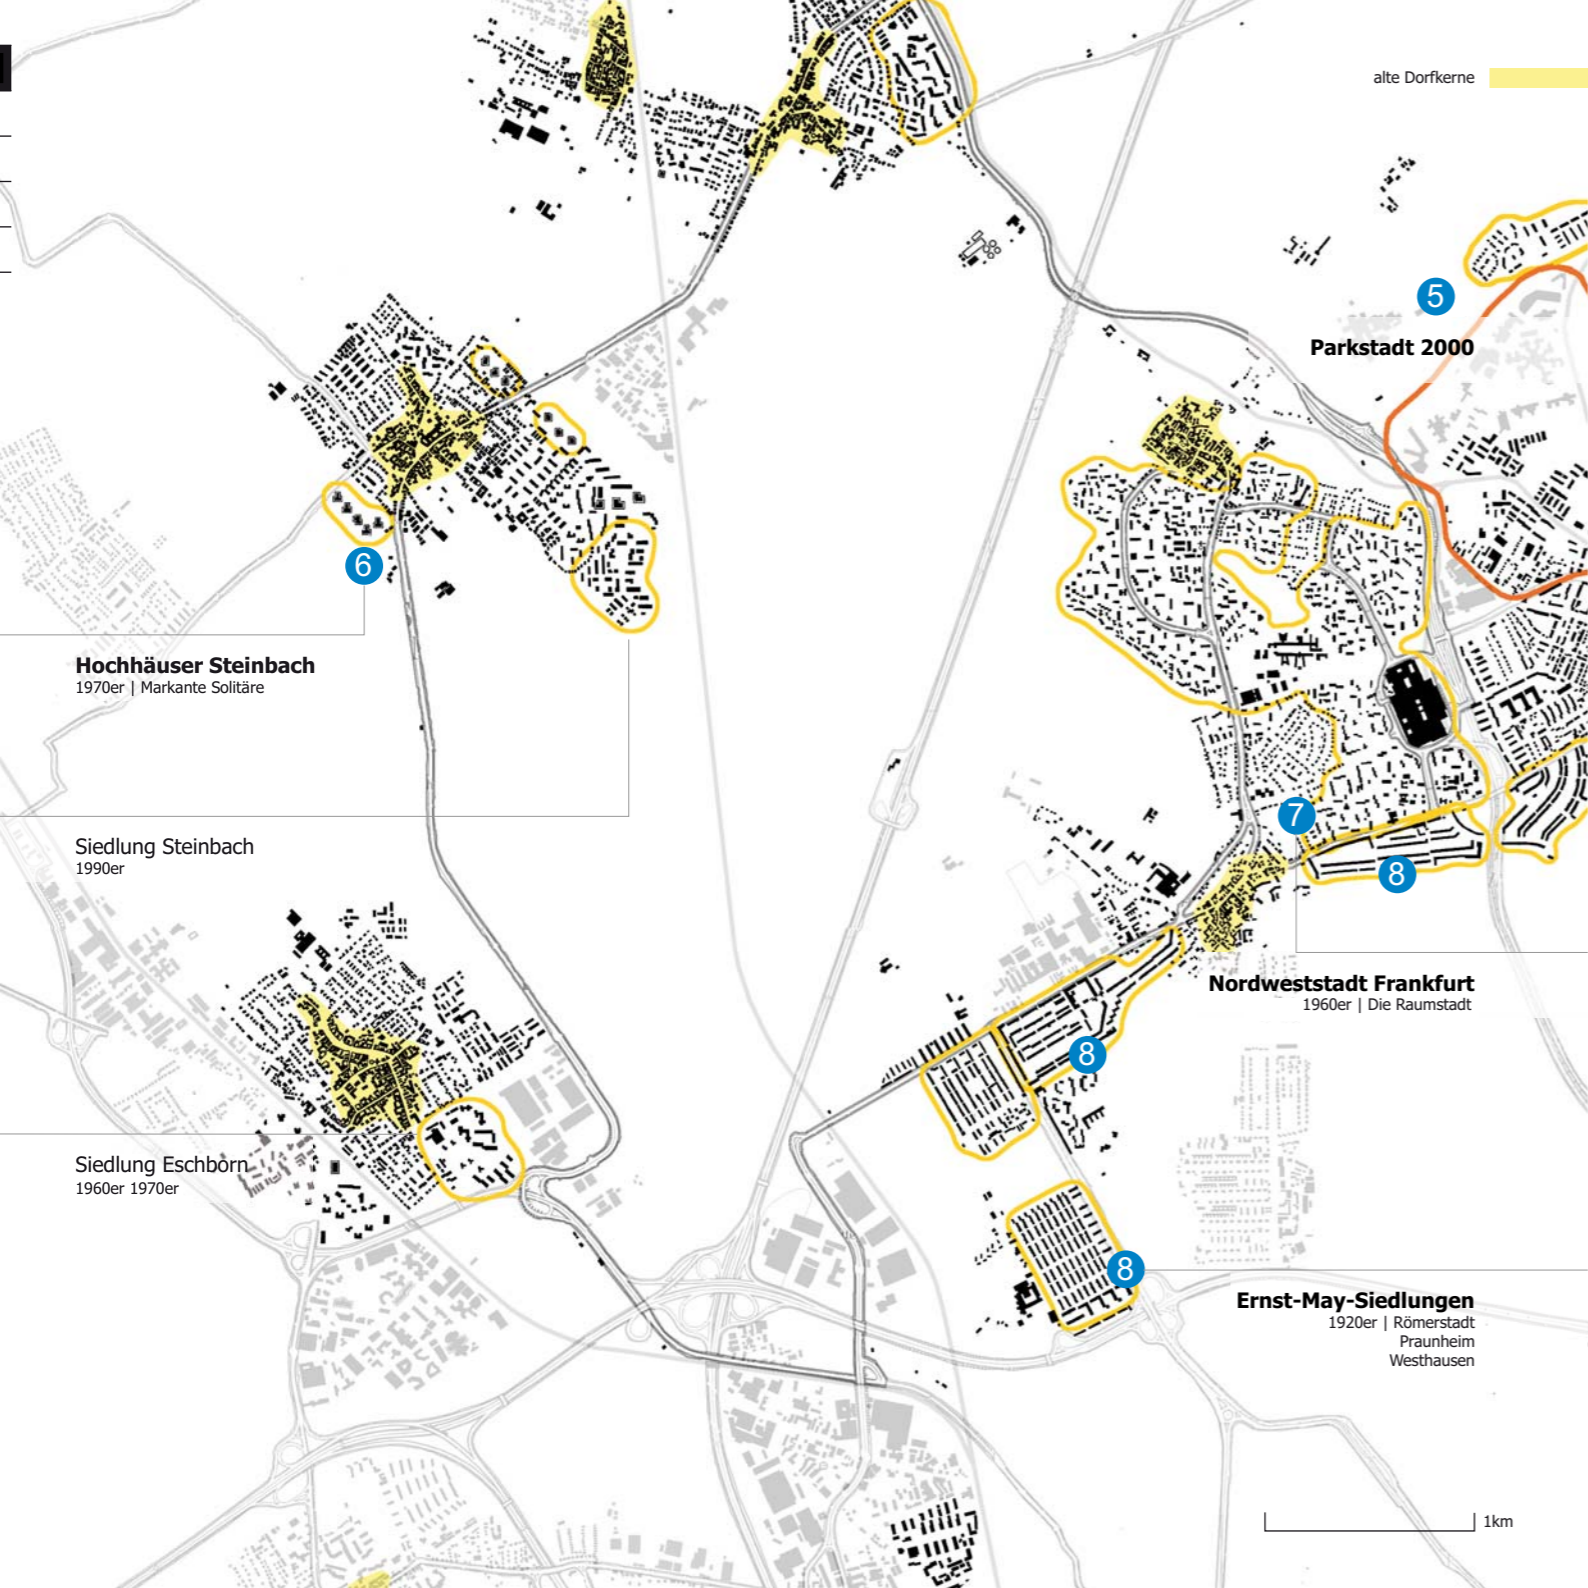 alte Dorfkerne
5
Parkstadt 2000
6
Hochhäuser Steinbach
1970er | Markante Solitäre
Siedlung Steinbach
1990er
7
8
Nordweststadt Frankfurt
1960er | Die Raumstadt
8
Siedlung Eschborn
1960er 1970er
8
Ernst-May-Siedlungen
1920er | Römerstadt
Praunheim
Westhausen
1km